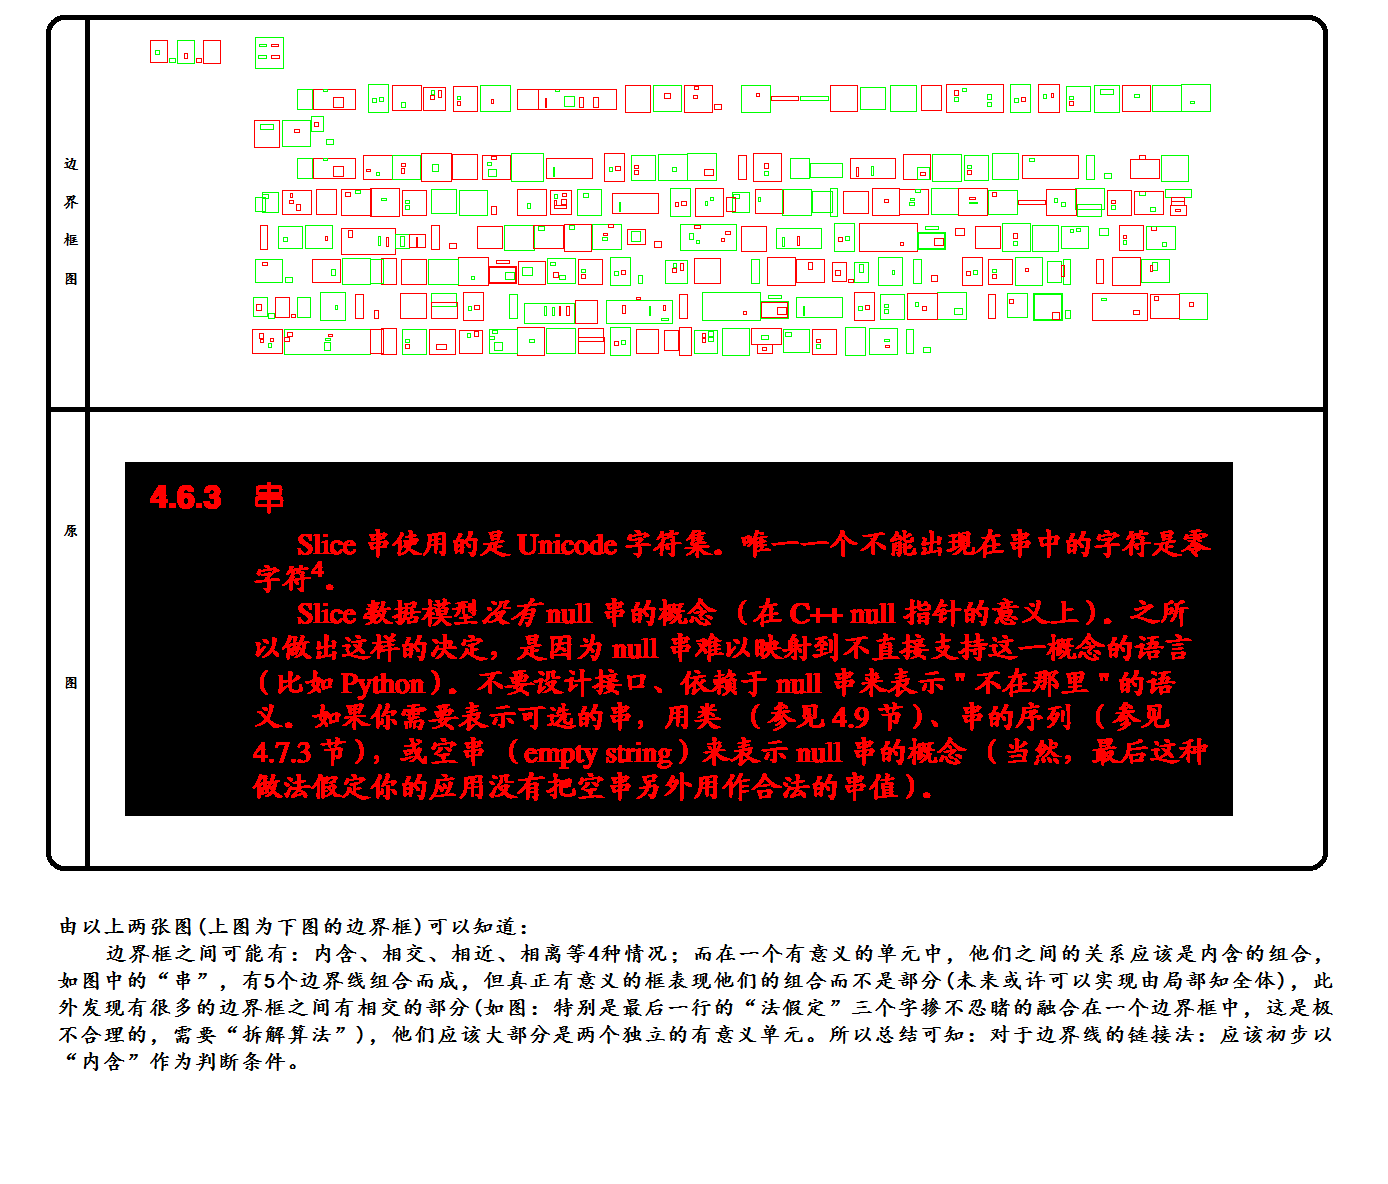 边界框图
原图
4.6.3 串
Slice 串使用的是 Unicode 字符集。唯一一个不能出现在串中的字符是零
字符4。
Slice 数据模型没有 null 串的概念（在 C++ null 指针的意义上）。之所
以做出这样的决定，是因为 null 串难以映射到不直接支持这一概念的语言
（比如 Python）。不要设计接口、依赖于 null 串来表示 " 不在那里 " 的语
义。如果你需要表示可选的串，用类 （参见 4.9 节）、串的序列 （参见
4.7.3 节），或空串 （empty string）来表示 null 串的概念（当然，最后这种
做法假定你的应用没有把空串另外用作合法的串值）。
由以上两张图(上图为下图的边界框)可以知道：
边界框之间可能有：内含、相交、相近、相离等4种情况；而在一个有意义的单元中，他们之间的关系应该是内含的组合，
如图中的“串”，有5个边界线组合而成，但真正有意义的框表现他们的组合而不是部分(未来或许可以实现由局部知全体)，此
外发现有很多的边界框之间有相交的部分(如图：特别是最后一行的“法假定”三个字掺不忍睹的融合在一个边界框中，这是极
不合理的，需要“拆解算法”)，他们应该大部分是两个独立的有意义单元。所以总结可知：对于边界线的链接法：应该初步以
“内含”作为判断条件。